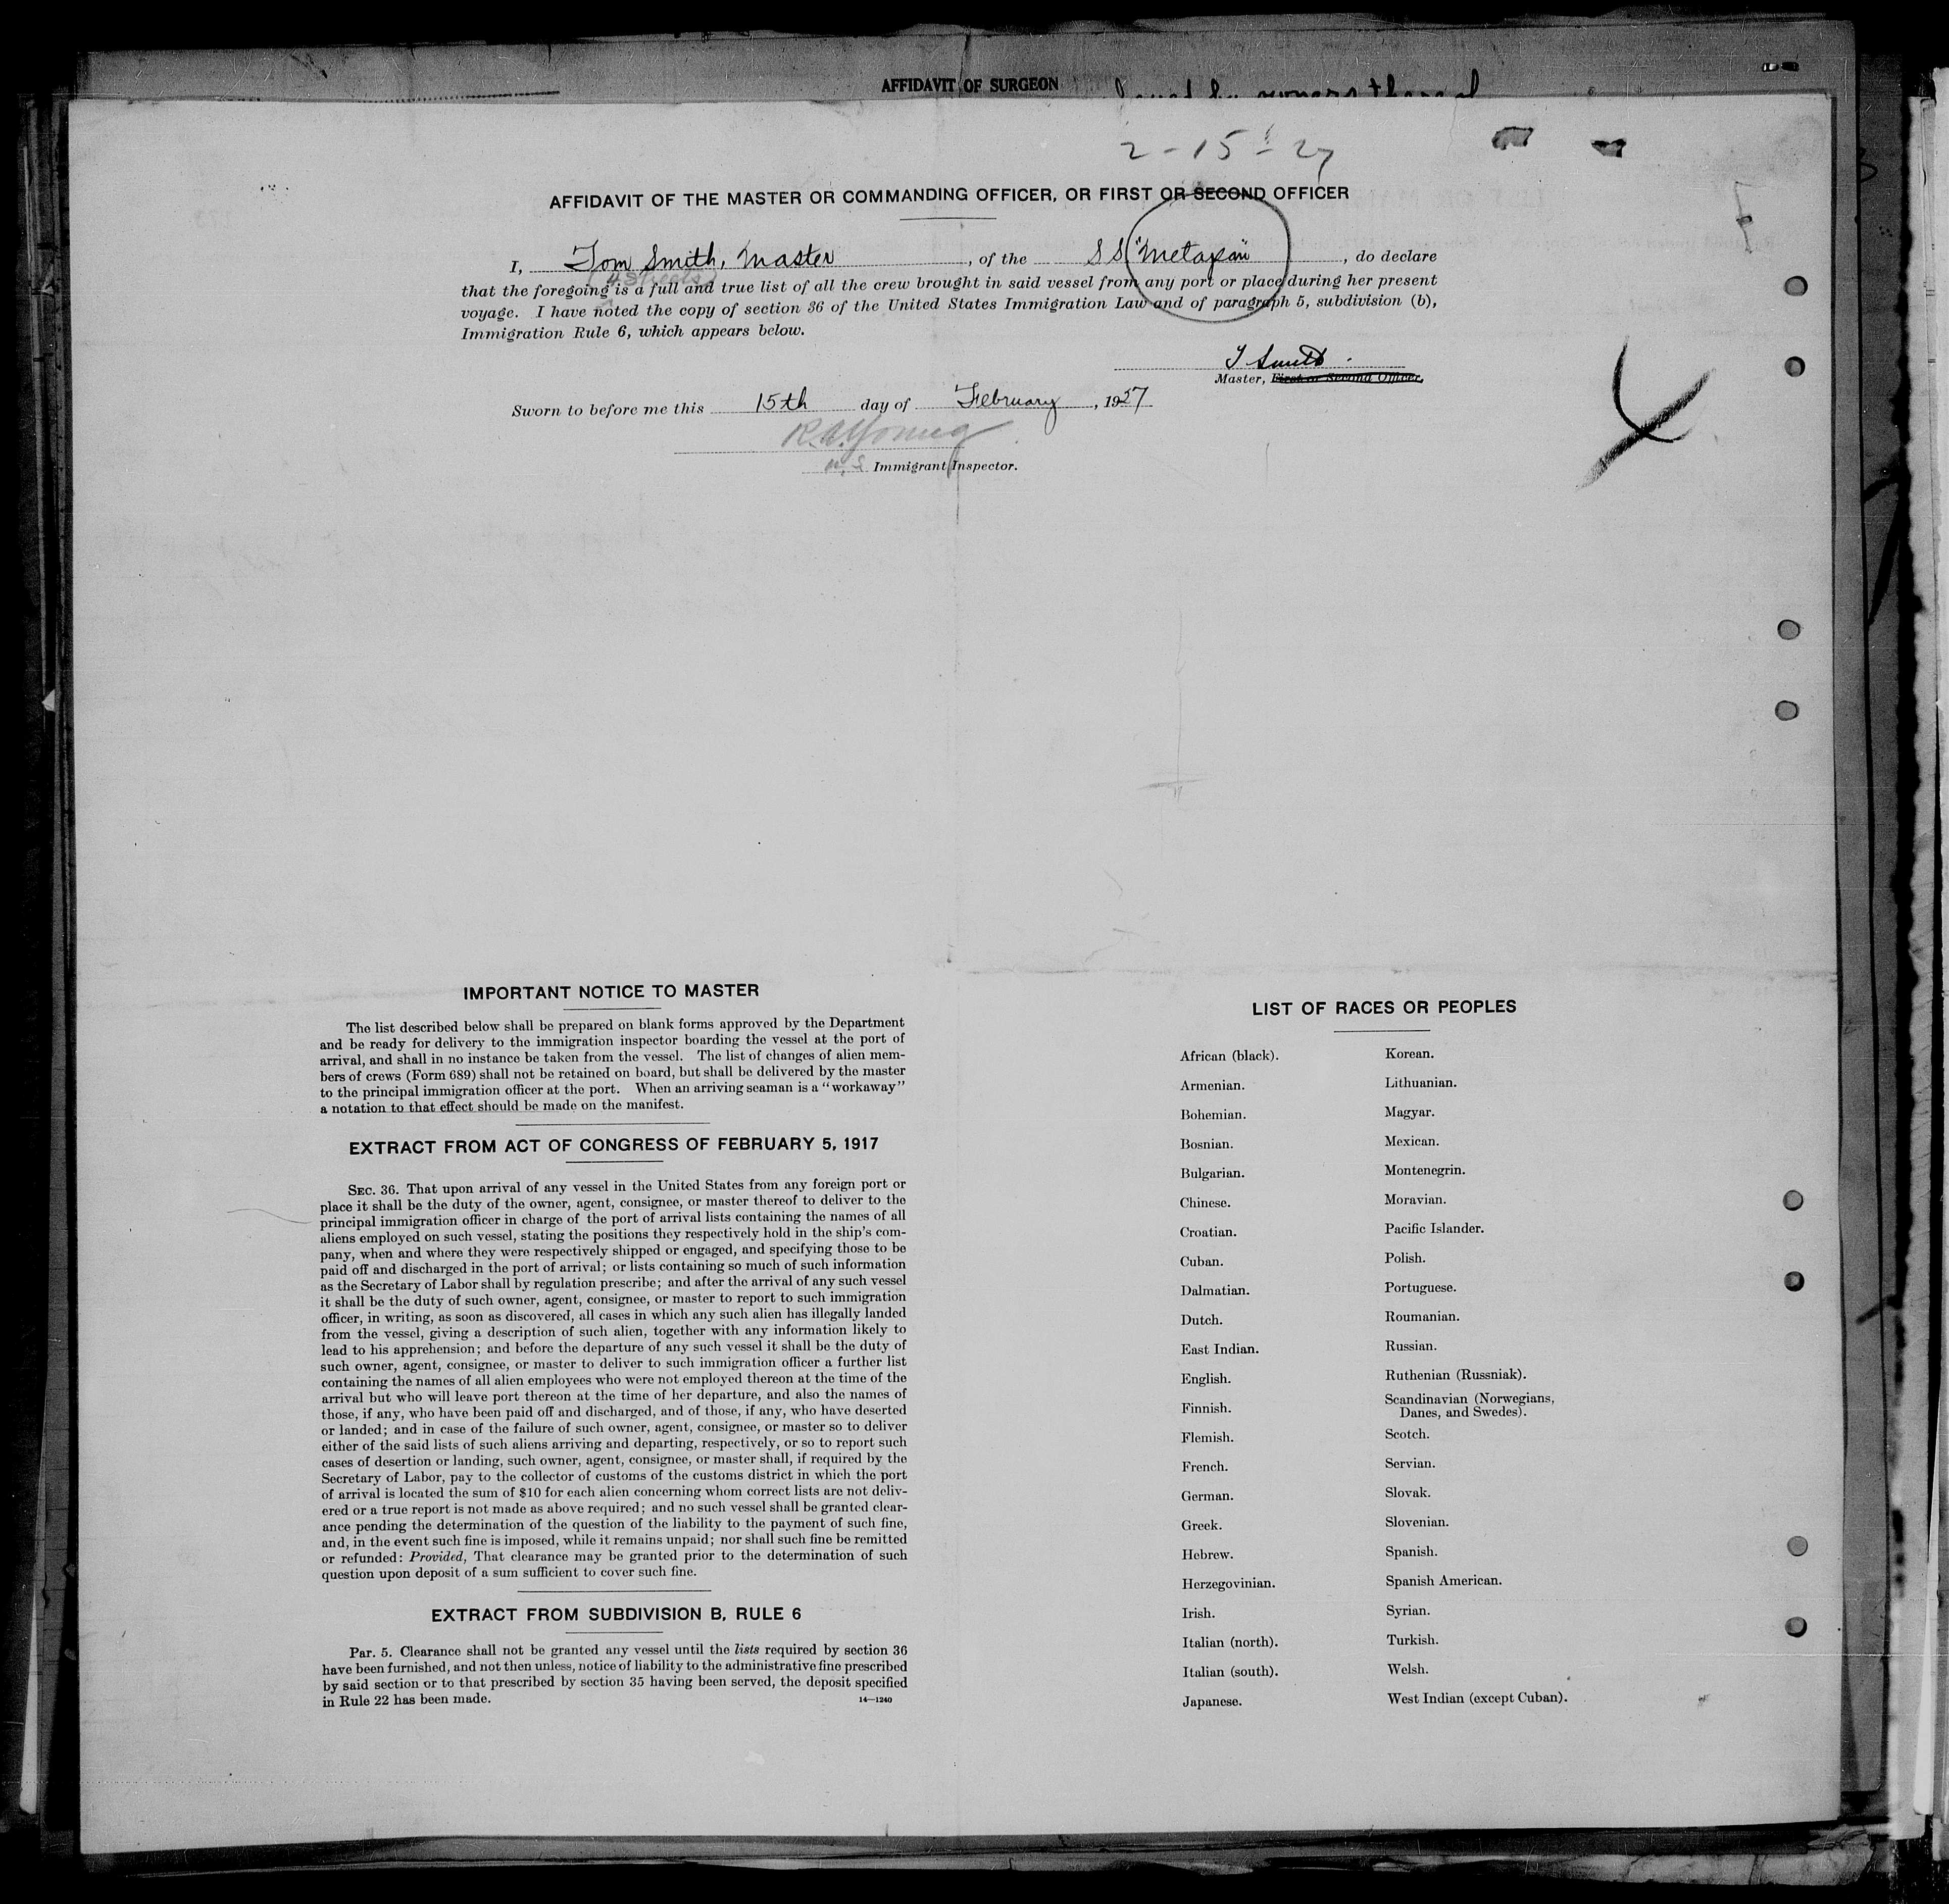 AFFIDAVIT OF SURGEON
owners thereof
2-15-27
AFFIDAVIT OF THE MASTER OR COMMANDING OFFICER, OR FIRST OR SECOND OFFICER
I, Tom Smith, Master, of the SS "Metapan", do declare
(4 sheets)
that the foregoing is a full and true list of all the crew brought in said vessel from any port or place during her present
voyage. I have noted the copy of section 36 of the United States Immigration Law and of paragraph 5, subdivision (b),
Immigration Rule 6, which appears below.
T Smith
Master, First or Second Officer.
Sworn to before me this 15th day of February, 1927
R.A. Young
U.S. Immigrant Inspector.
IMPORTANT NOTICE TO MASTER
The list described below shall be prepared on blank forms approved by the Department
and be ready for delivery to the immigration inspector boarding the vessel at the port of
arrival, and shall in no instance be taken from the vessel. The list of changes of alien mem-
bers of crews (Form 689) shall not be retained on board, but shall be delivered by the master
to the principal immigration officer at the port. When an arriving seaman is a "workaway"
a notation to that effect should be made on the manifest.
EXTRACT FROM ACT OF CONGRESS OF FEBRUARY 5, 1917
SEC. 36. That upon arrival of any vessel in the United States from any foreign port or
place it shall be the duty of the owner, agent, consignee, or master thereof to deliver to the
principal immigration officer in charge of the port of arrival lists containing the names of all
aliens employed on such vessel, stating the positions they respectively hold in the ship's com-
pany, when and where they were respectively shipped or engaged, and specifying those to be
paid off and discharged in the port of arrival; or lists containing so much of such information
as the Secretary of Labor shall by regulation prescribe; and after the arrival of any such vessel
it shall be the duty of such owner, agent, consignee, or master to report to such immigration
officer, in writing, as soon as discovered, all cases in which any such alien has illegally landed
from the vessel, giving a description of such alien, together with any information likely to
lead to his apprehension; and before the departure of any such vessel it shall be the duty of
such owner, agent, consignee, or master to deliver to such immigration officer a further list
containing the names of all alien employees who were not employed thereon at the time of the
arrival but who will leave port thereon at the time of her departure, and also the names of
those, if any, who have been paid off and discharged, and of those, if any, who have deserted
or landed; and in case of the failure of such owner, agent, consignee, or master so to deliver
either of the said lists of such aliens arriving and departing, respectively, or so to report such
cases of desertion or landing, such owner, agent, consignee, or master shall, if required by the
Secretary of Labor, pay to the collector of customs of the customs district in which the port
of arrival is located the sum of $10 for each alien concerning whom correct lists are not deliv-
ered or a true report is not made as above required; and no such vessel shall be granted clear-
ance pending the determination of the question of the liability to the payment of such fine,
and, in the event such fine is imposed, while it remains unpaid; nor shall such fine be remitted
or refunded: Provided, That clearance may be granted prior to the determination of such
question upon deposit of a sum sufficient to cover such fine.
EXTRACT FROM SUBDIVISION B, RULE 6
Par. 5. Clearance shall not be granted any vessel until the lists required by section 36
have been furnished, and not then unless, notice of liability to the administrative fine prescribed
by said section or to that prescribed by section 35 having been served, the deposit specified
in Rule 22 has been made.
14—1240
LIST OF RACES OR PEOPLES
African (black).
Armenian.
Bohemian.
Bosnian.
Bulgarian.
Chinese.
Croatian.
Cuban.
Dalmatian.
Dutch.
East Indian.
English.
Finnish.
Flemish.
French.
German.
Greek.
Hebrew.
Herzegovinian.
Irish.
Italian (north).
Italian (south).
Japanese.
Korean.
Lithuanian.
Magyar.
Mexican.
Montenegrin.
Moravian.
Pacific Islander.
Polish.
Portuguese.
Roumanian.
Russian.
Ruthenian (Russniak).
Scandinavian (Norwegians,
Danes, and Swedes).
Scotch.
Servian.
Slovak.
Slovenian.
Spanish.
Spanish American.
Syrian.
Turkish.
Welsh.
West Indian (except Cuban).